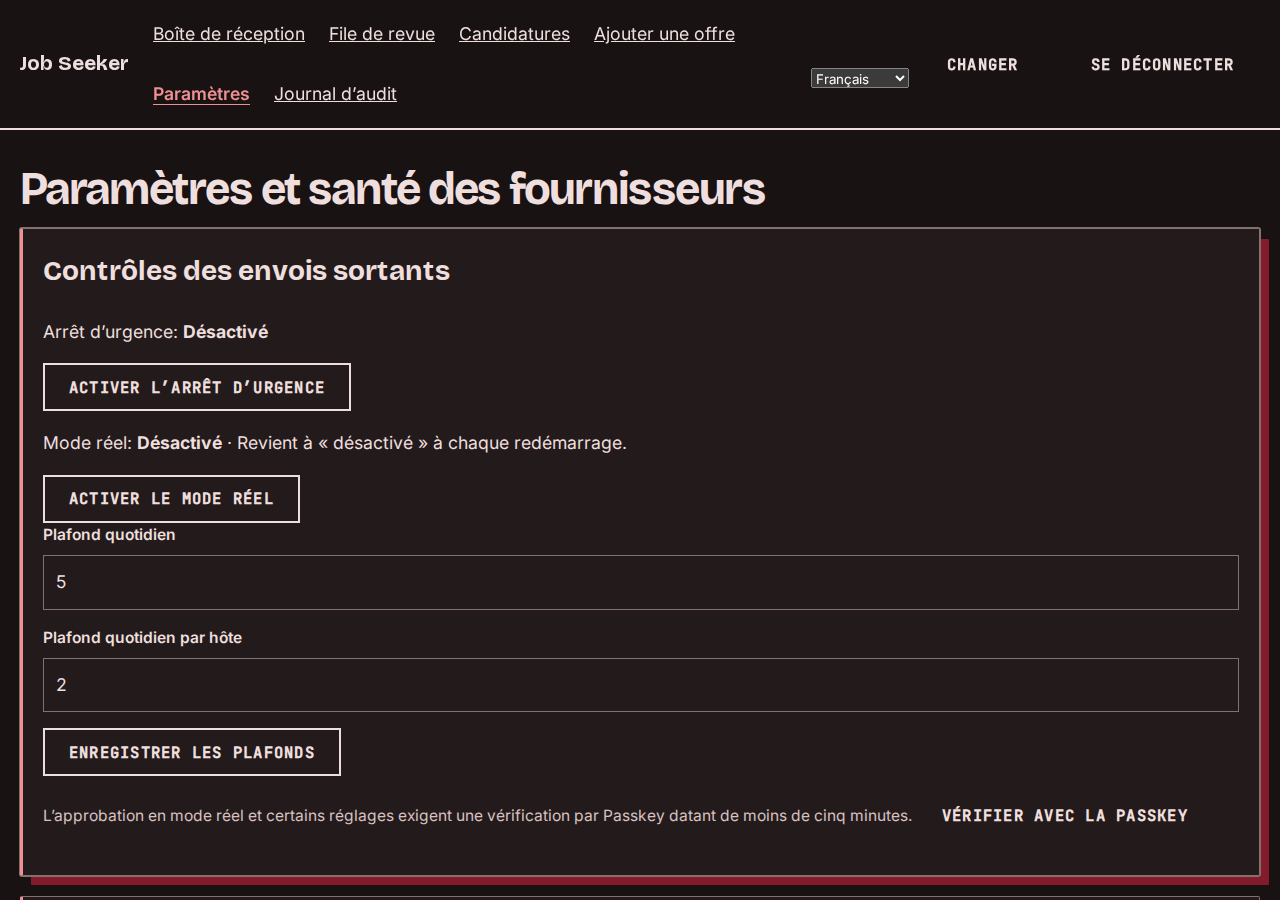 Job Seeker
Boîte de réception File de revue Candidatures Ajouter une offre
Paramètres Journal d’audit
Français
CHANGER
SE DÉCONNECTER
Paramètres et santé des fournisseurs
Contrôles des envois sortants
Arrêt d’urgence: Désactivé
ACTIVER L’ARRÊT D’URGENCE
Mode réel: Désactivé · Revient à « désactivé » à chaque redémarrage.
ACTIVER LE MODE RÉEL
Plafond quotidien
5
Plafond quotidien par hôte
2
ENREGISTRER LES PLAFONDS
L’approbation en mode réel et certains réglages exigent une vérification par Passkey datant de moins de cinq minutes. VÉRIFIER AVEC LA PASSKEY